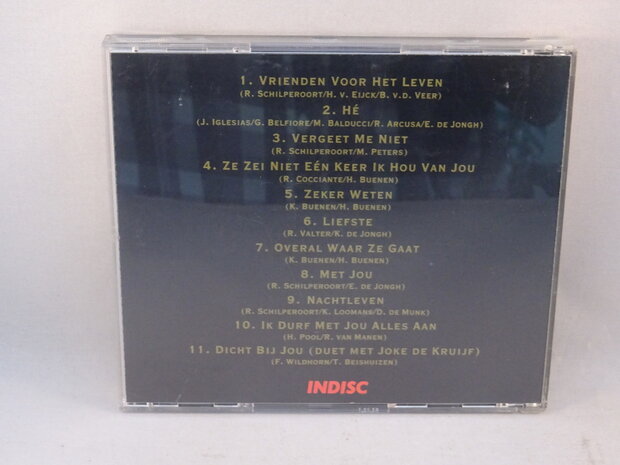 1. Vrienden Voor Het Leven
(R. Schilperoort/H. v. Eijck/B. v.d. Veer)
2. Hé
(J. Iglesias/G. Belfiore/M. Balducci/R. Arcusa/E. de Jongh)
3. Vergeet Me Niet
(R. Schilperoort/M. Peters)
4. Ze Zei Niet Eén Keer Ik Hou Van Jou
(R. Cocciante/H. Buenen)
5. Zeker Weten
(K. Buenen/H. Buenen)
6. Liefste
(R. Valter/K. de Jongh)
7. Overal Waar Ze Gaat
(K. Buenen/H. Buenen)
8. Met Jou
(R. Schilperoort/E. de Jongh)
9. Nachtleven
(R. Schilperoort/K. Loomans/D. de Munk)
10. Ik Durf Met Jou Alles Aan
(H. Pool/R. van Manen)
11. Dicht Bij Jou (duet met Joke de Kruijf)
(F. Wildhorn/T. Beishuizen)
INDISC